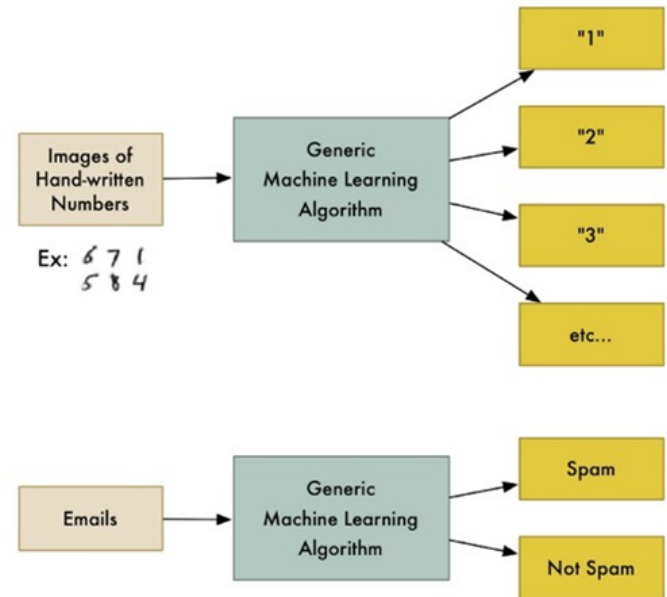 "1"
Images of
Hand-written
Numbers
Generic
Machine Learning
Algorithm
"2"
"3"
etc...
Ex: 6 7 1
5 8 4
Emails
Generic
Machine Learning
Algorithm
Spam
Not Spam